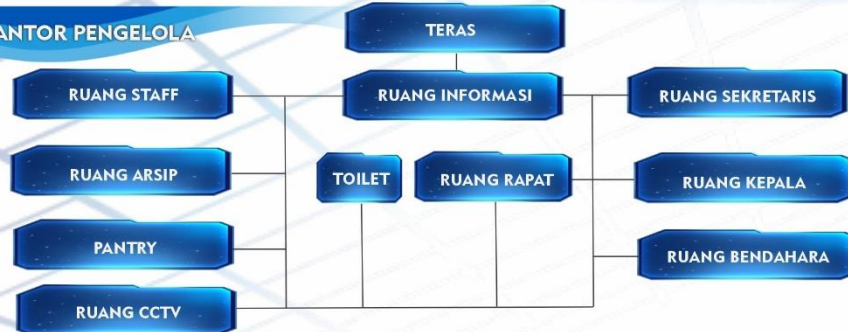 ANTOR PENGELOLA
TERAS
RUANG STAFF
RUANG INFORMASI
RUANG SEKRETARIS
RUANG ARSIP
TOILET
RUANG RAPAT
RUANG KEPALA
PANTRY
RUANG BENDAHARA
RUANG CCTV